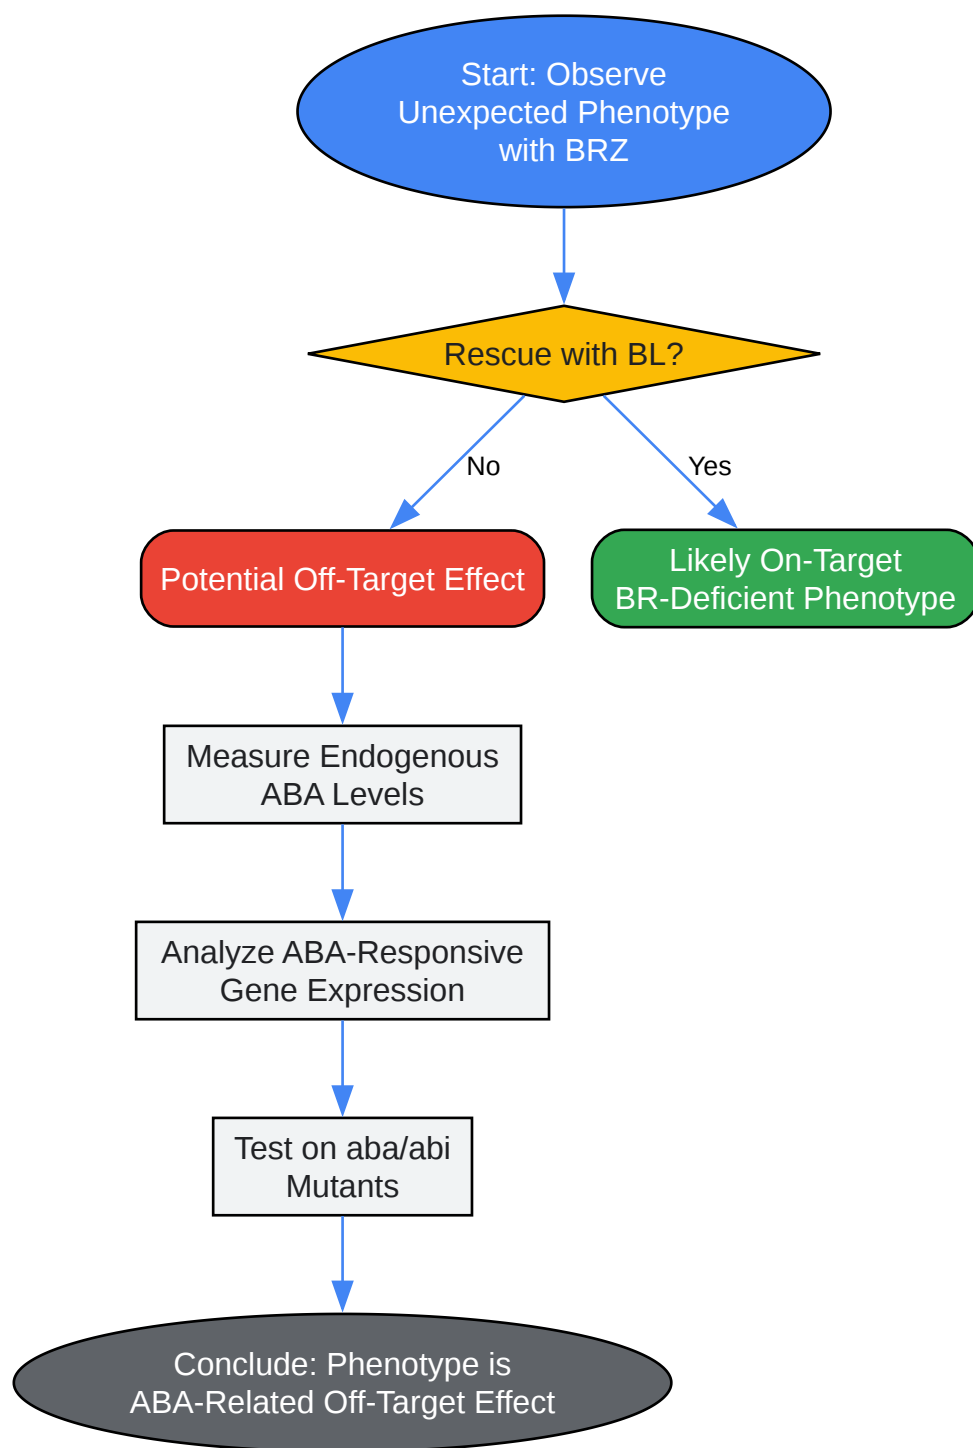 Start: Observe
Unexpected Phenotype
with BRZ
Rescue with BL?
No
Yes
Potential Off-Target Effect
Likely On-Target
BR-Deficient Phenotype
Measure Endogenous
ABA Levels
Analyze ABA-Responsive
Gene Expression
Test on aba/abi
Mutants
Conclude: Phenotype is
ABA-Related Off-Target Effect